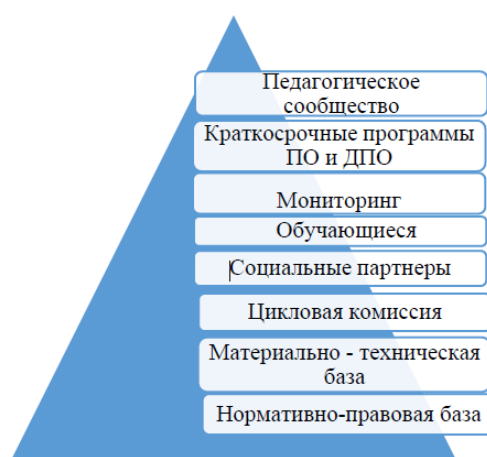 Педагогическое
сообщество
Краткосрочные программы
ПО и ДПО
Мониторинг
Обучающиеся
Социальные партнеры
Цикловая комиссия
Материально - техническая
база
Нормативно-правовая база